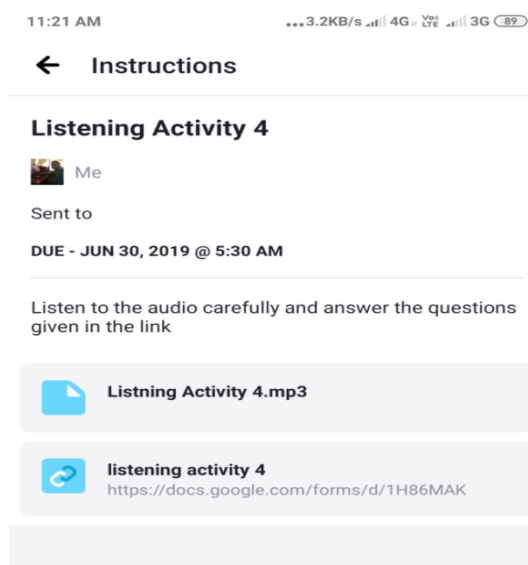 11:21 AM ...3.2KB/s 4G Vo) LTE 3G 89
Instructions
Listening Activity 4
Me
Sent to
DUE - JUN 30, 2019 @ 5:30 AM
Listen to the audio carefully and answer the questions
given in the link
Listning Activity 4.mp3
listening activity 4
https://docs.google.com/forms/d/1H86MAK